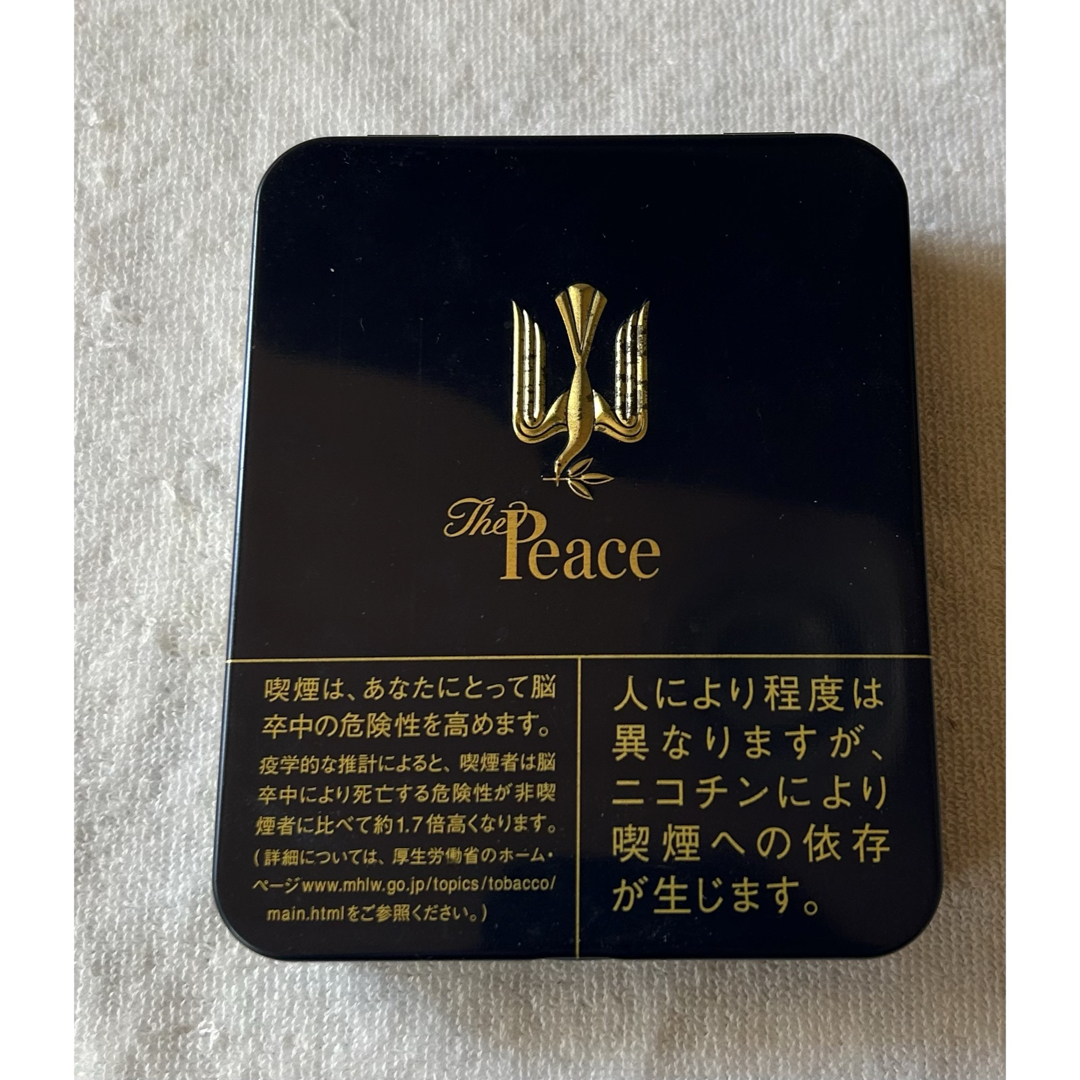 The Peace
喫煙は、あなたにとって脳
卒中の危険性を高めます。
疫学的な推計によると、喫煙者は脳
卒中により死亡する危険性が非喫
煙者に比べて約1.7倍高くなります。
(詳細については、厚生労働省のホーム・
ページwww.mhlw.go.jp/topics/tobacco/
main.htmlをご参照ください。)
人により程度は
異なりますが、
ニコチンにより
喫煙への依存
が生じます。